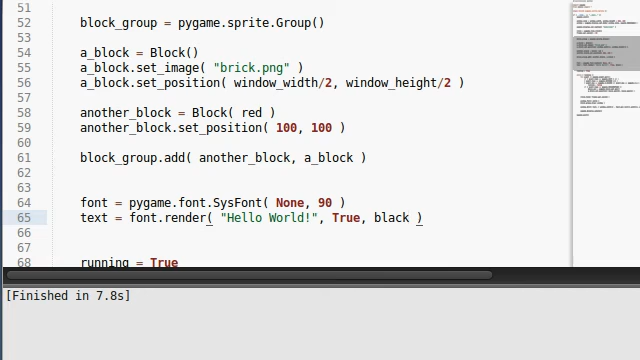 51
52 block_group = pygame.sprite.Group()
53
54 a_block = Block()
55 a_block.set_image( "brick.png" )
56 a_block.set_position( window_width/2, window_height/2 )
57
58 another_block = Block( red )
59 another_block.set_position( 100, 100 )
60
61 block_group.add( another_block, a_block )
62
63
64 font = pygame.font.SysFont( None, 90 )
65 text = font.render( "Hello World!", True, black )
66
67
68 running = True
[Finished in 7.8s]